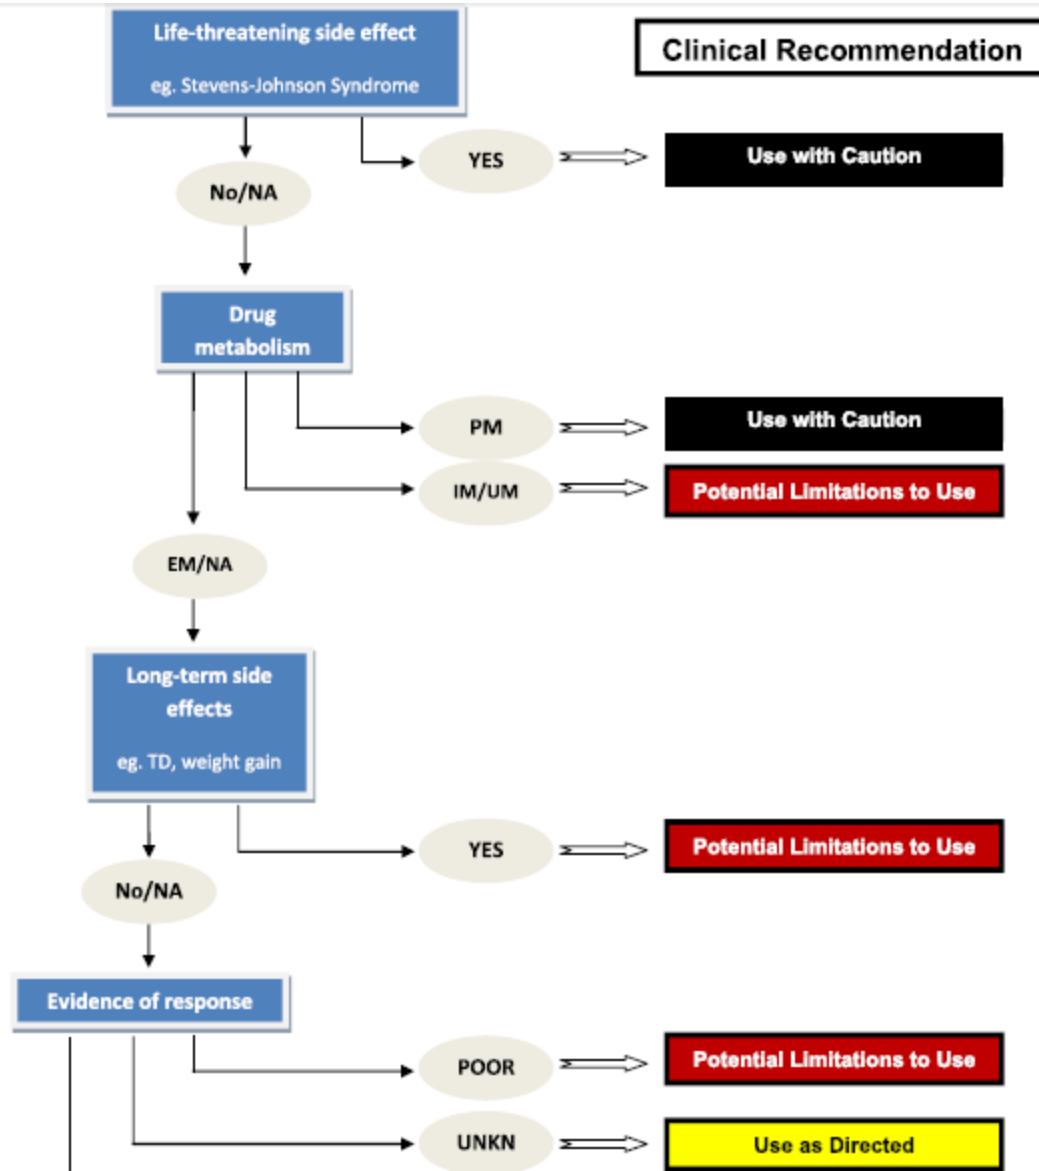 Life-threatening side effect
eg. Stevens-Johnson Syndrome
Clinical Recommendation
YES
Use with Caution
No/NA
Drug
metabolism
PM
Use with Caution
IM/UM
Potential Limitations to Use
EM/NA
Long-term side
effects
eg. TD, weight gain
YES
Potential Limitations to Use
No/NA
Evidence of response
POOR
Potential Limitations to Use
UNKN
Use as Directed